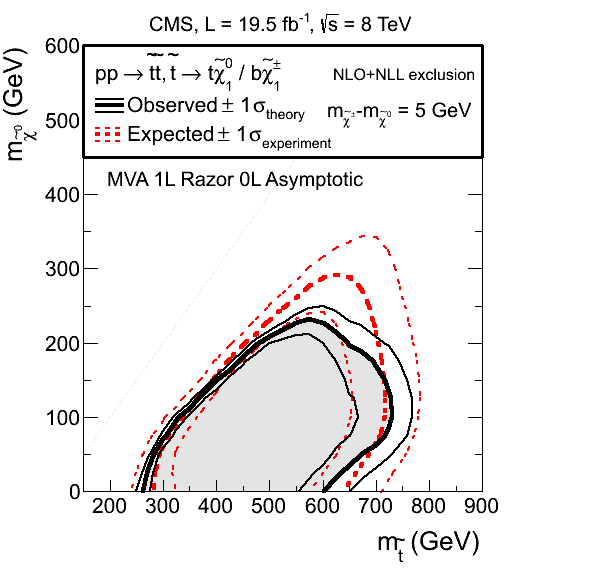 CMS, L = 19.5 fb⁻¹, √s = 8 TeV
pp → t̃t̃, t̃ → tχ̃⁰₁ / bχ̃±₁
NLO+NLL exclusion
Observed ± 1σtheory
mχ̃±-mχ̃⁰ = 5 GeV
Expected ± 1σexperiment
MVA 1L Razor 0L Asymptotic
mχ̃⁰ (GeV)
600
500
400
300
200
100
0
200 300 400 500 600 700 800 900
mt̃ (GeV)